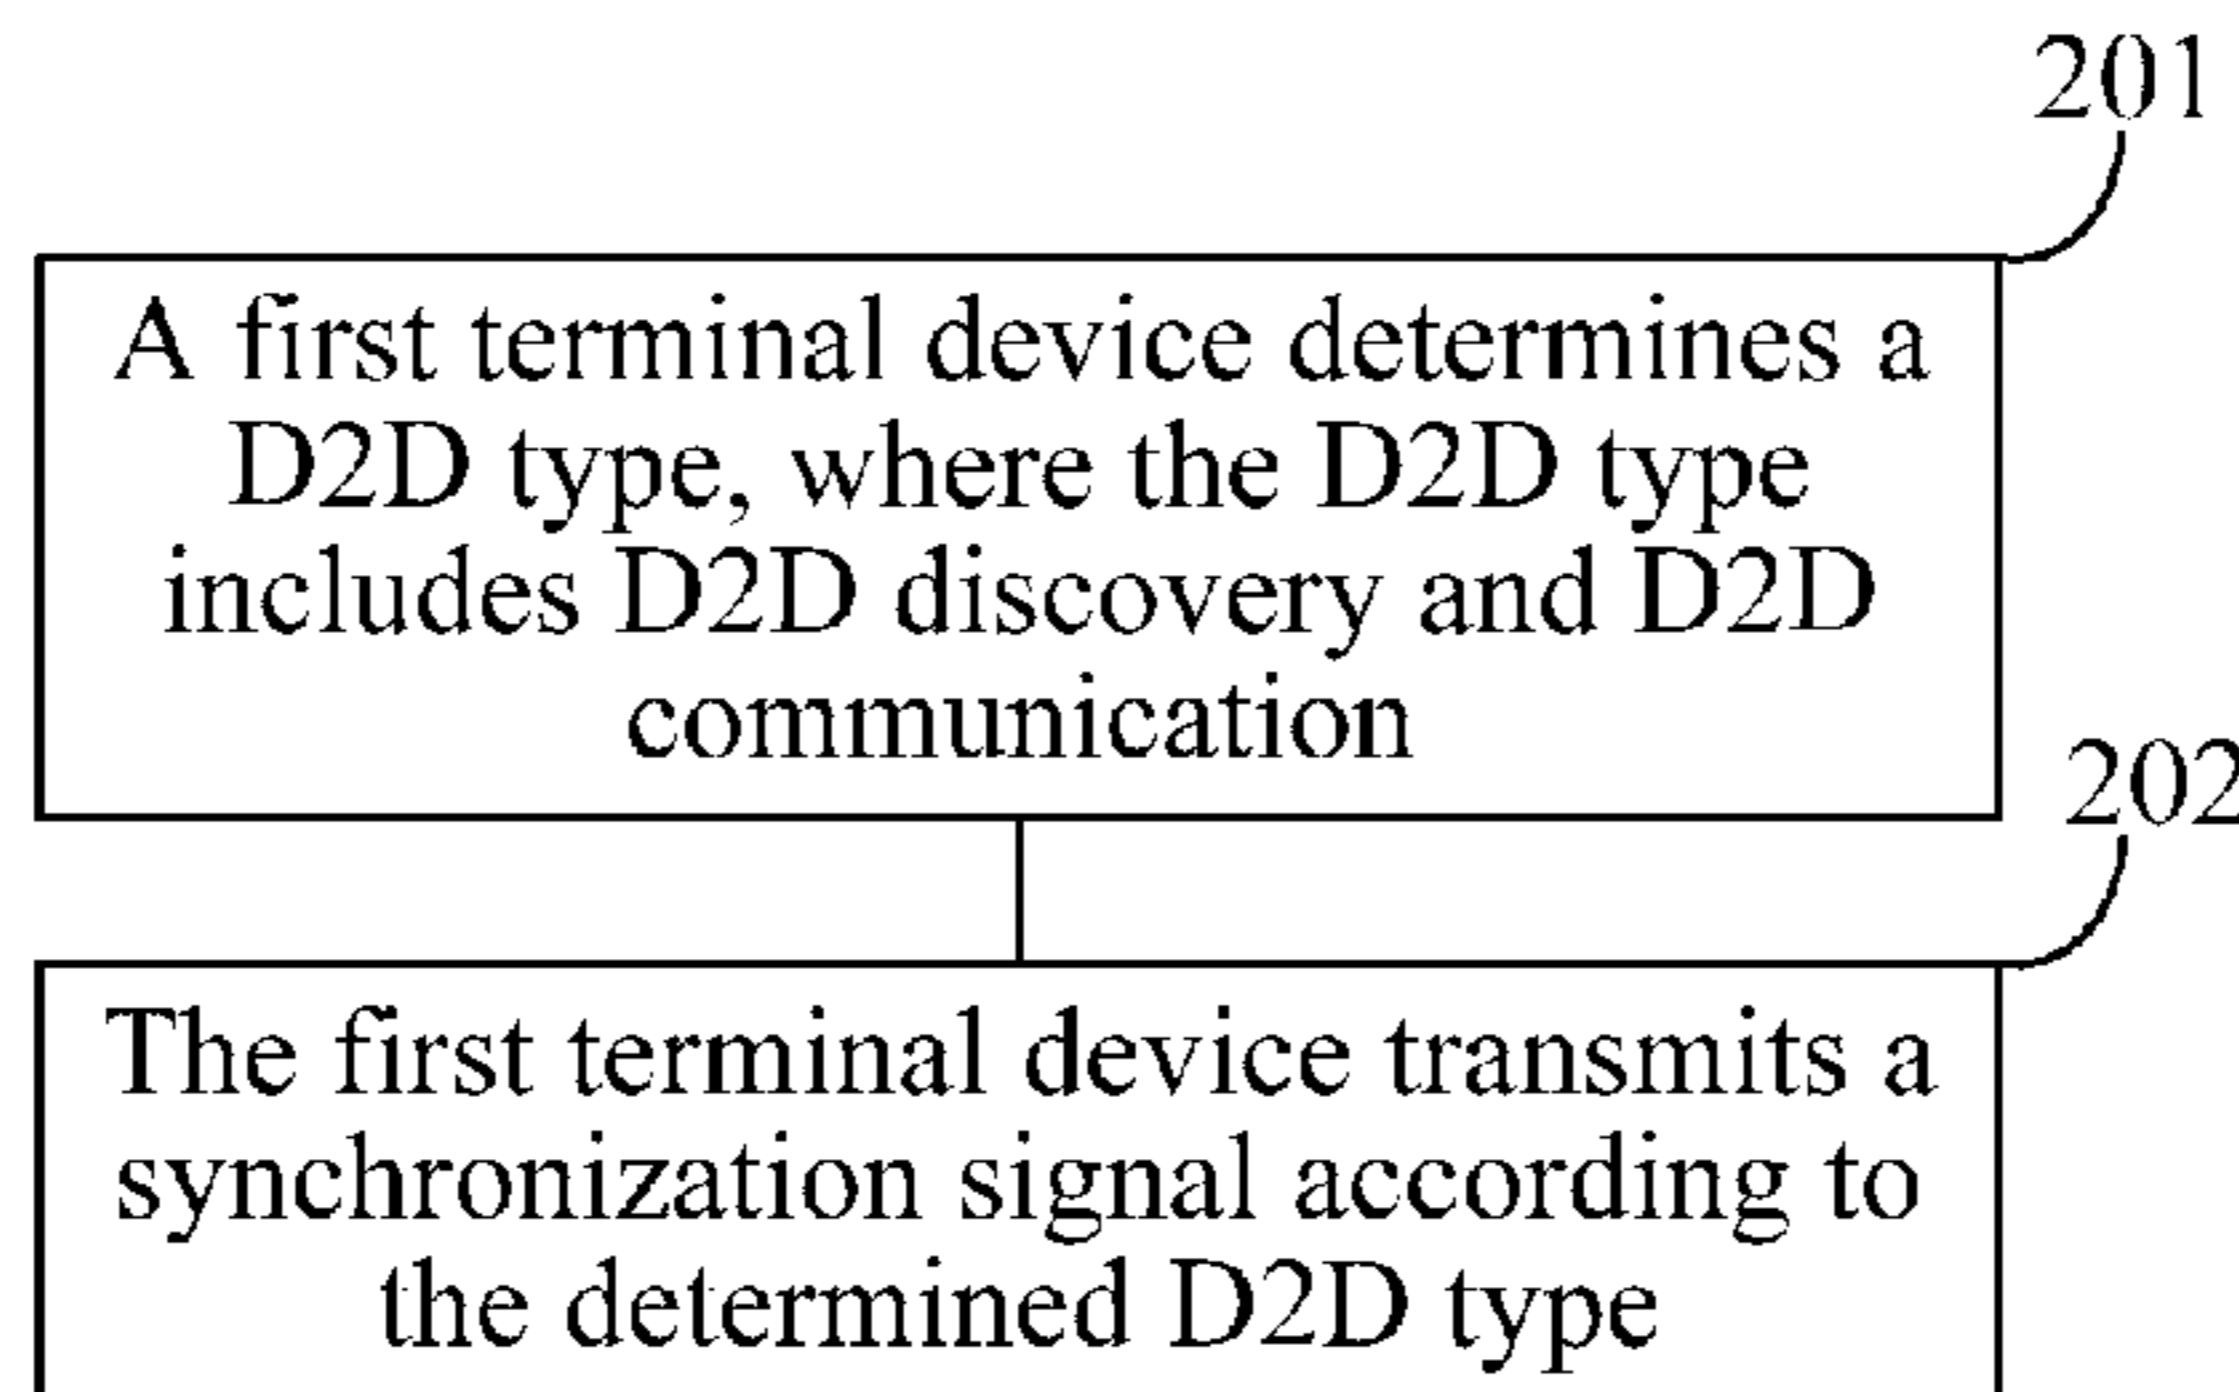 201
A first terminal device determines a
D2D type, where the D2D type
includes D2D discovery and D2D
communication
202
The first terminal device transmits a
synchronization signal according to
the determined D2D type